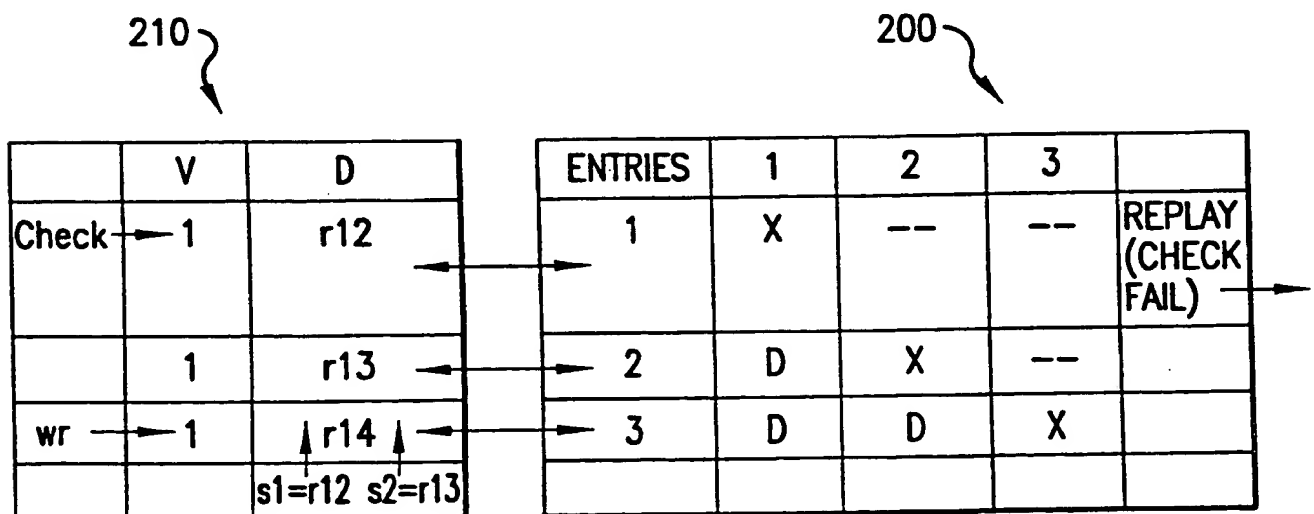 210
200
V D
ENTRIES 1 2 3
Check 1 r12
1 X -- -- REPLAY
(CHECK
FAIL)
1 r13
2 D X --
wr 1 r14
3 D D X
s1=r12 s2=r13